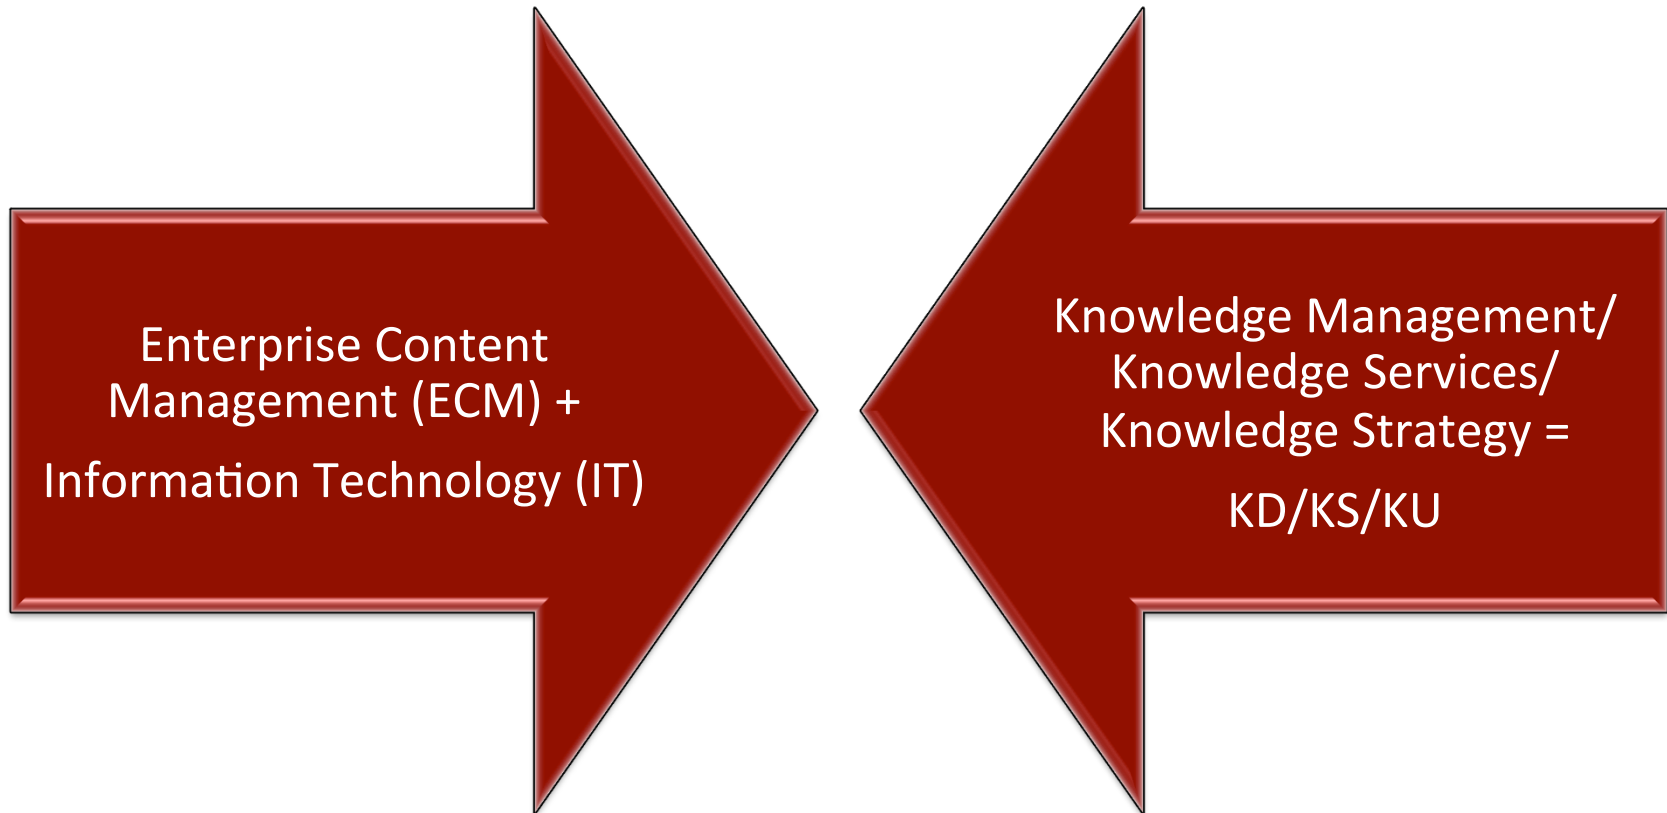 Enterprise Content
Management (ECM) +
Information Technology (IT)
Knowledge Management/
Knowledge Services/
Knowledge Strategy =
KD/KS/KU